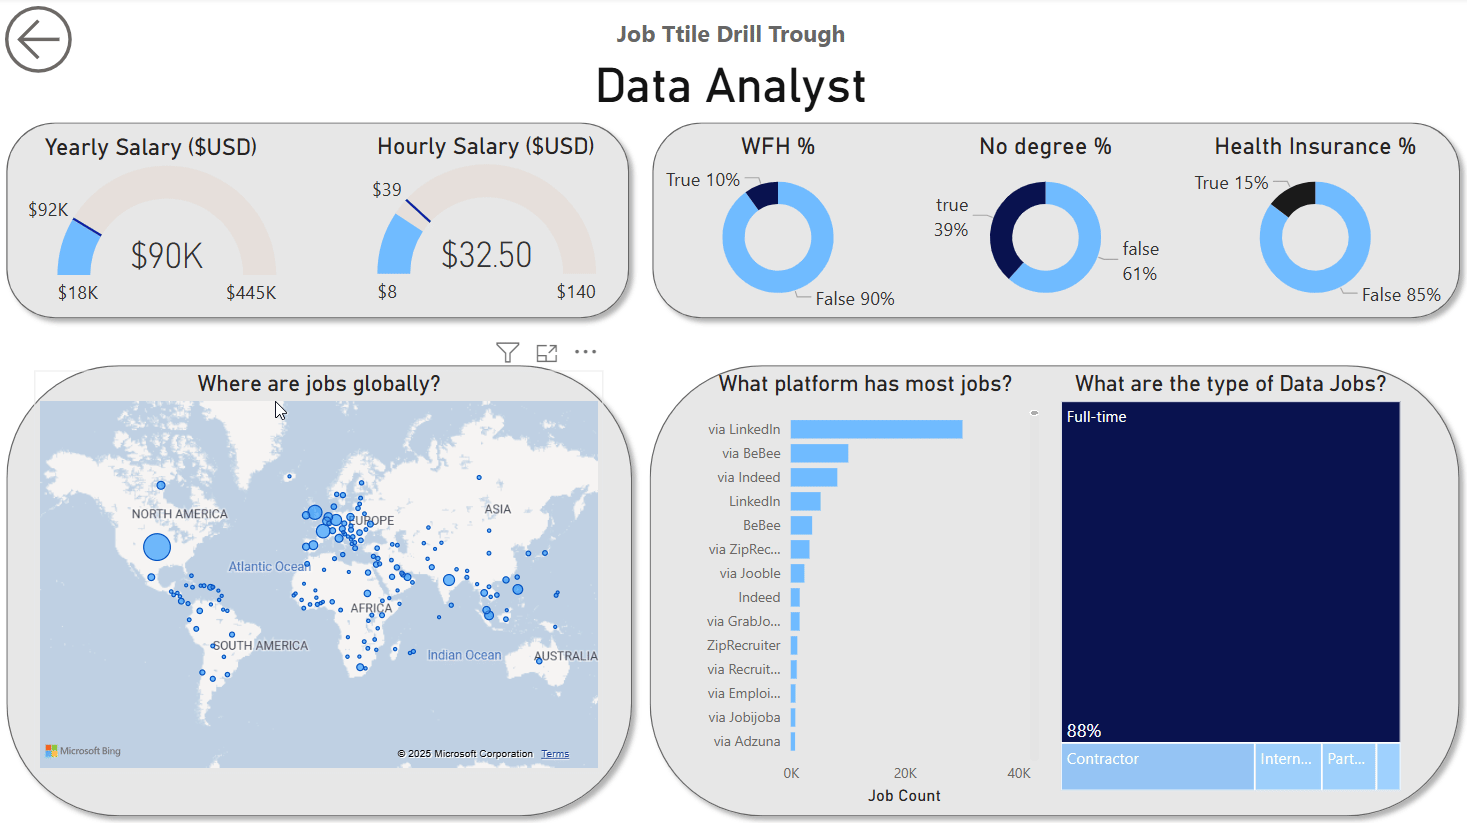 Job Ttile Drill Trough
Data Analyst
Yearly Salary ($USD)
$92K
$90K
$18K
$445K
Hourly Salary ($USD)
$39
$32.50
$8
$140
WFH %
True 10%
False 90%
No degree %
true
39%
false
61%
Health Insurance %
True 15%
False 85%
Where are jobs globally?
NORTH AMERICA
EUROPE
ASIA
Atlantic Ocean
AFRICA
SOUTH AMERICA
Indian Ocean
AUSTRALIA
Microsoft Bing
© 2025 Microsoft Corporation Terms
What platform has most jobs?
via LinkedIn
via BeBee
via Indeed
LinkedIn
BeBee
via ZipRec...
via Jooble
Indeed
via GrabJo...
ZipRecruiter
via Recruit...
via Emploi...
via Jobijoba
via Adzuna
0K 20K 40K
Job Count
What are the type of Data Jobs?
Full-time
88%
Contractor
Intern...
Part...